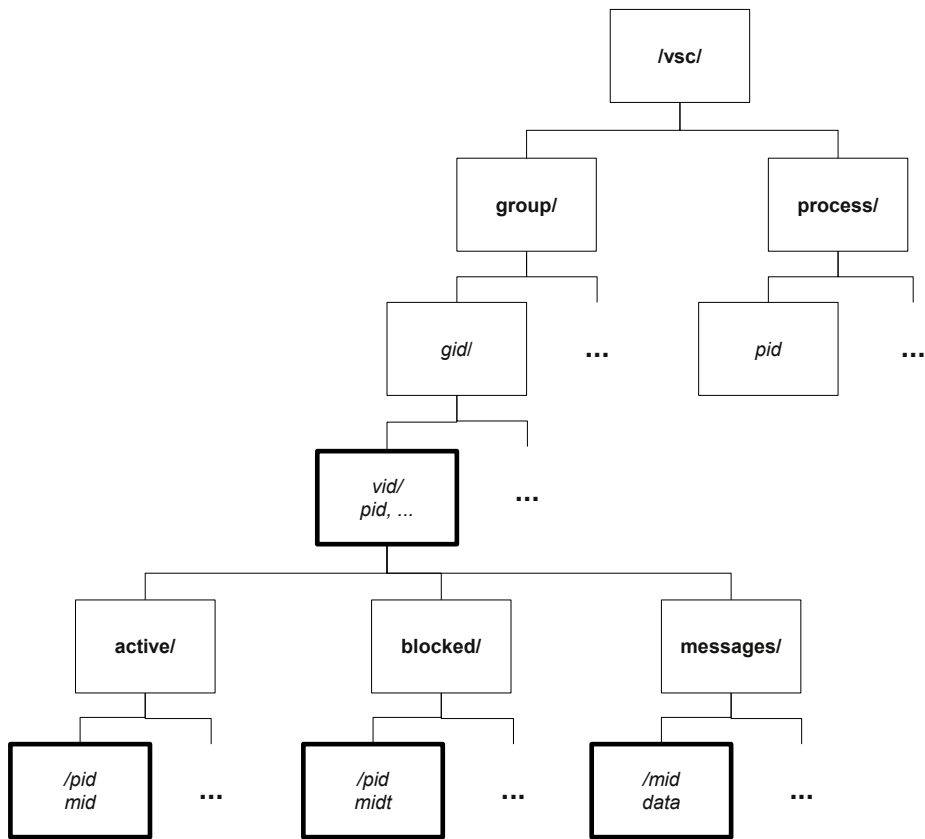 /vsc/
group/
process/
gid/
...
pid
...
vid/
pid, ...
...
active/
blocked/
messages/
/pid
mid
...
/pid
midt
...
/mid
data
...